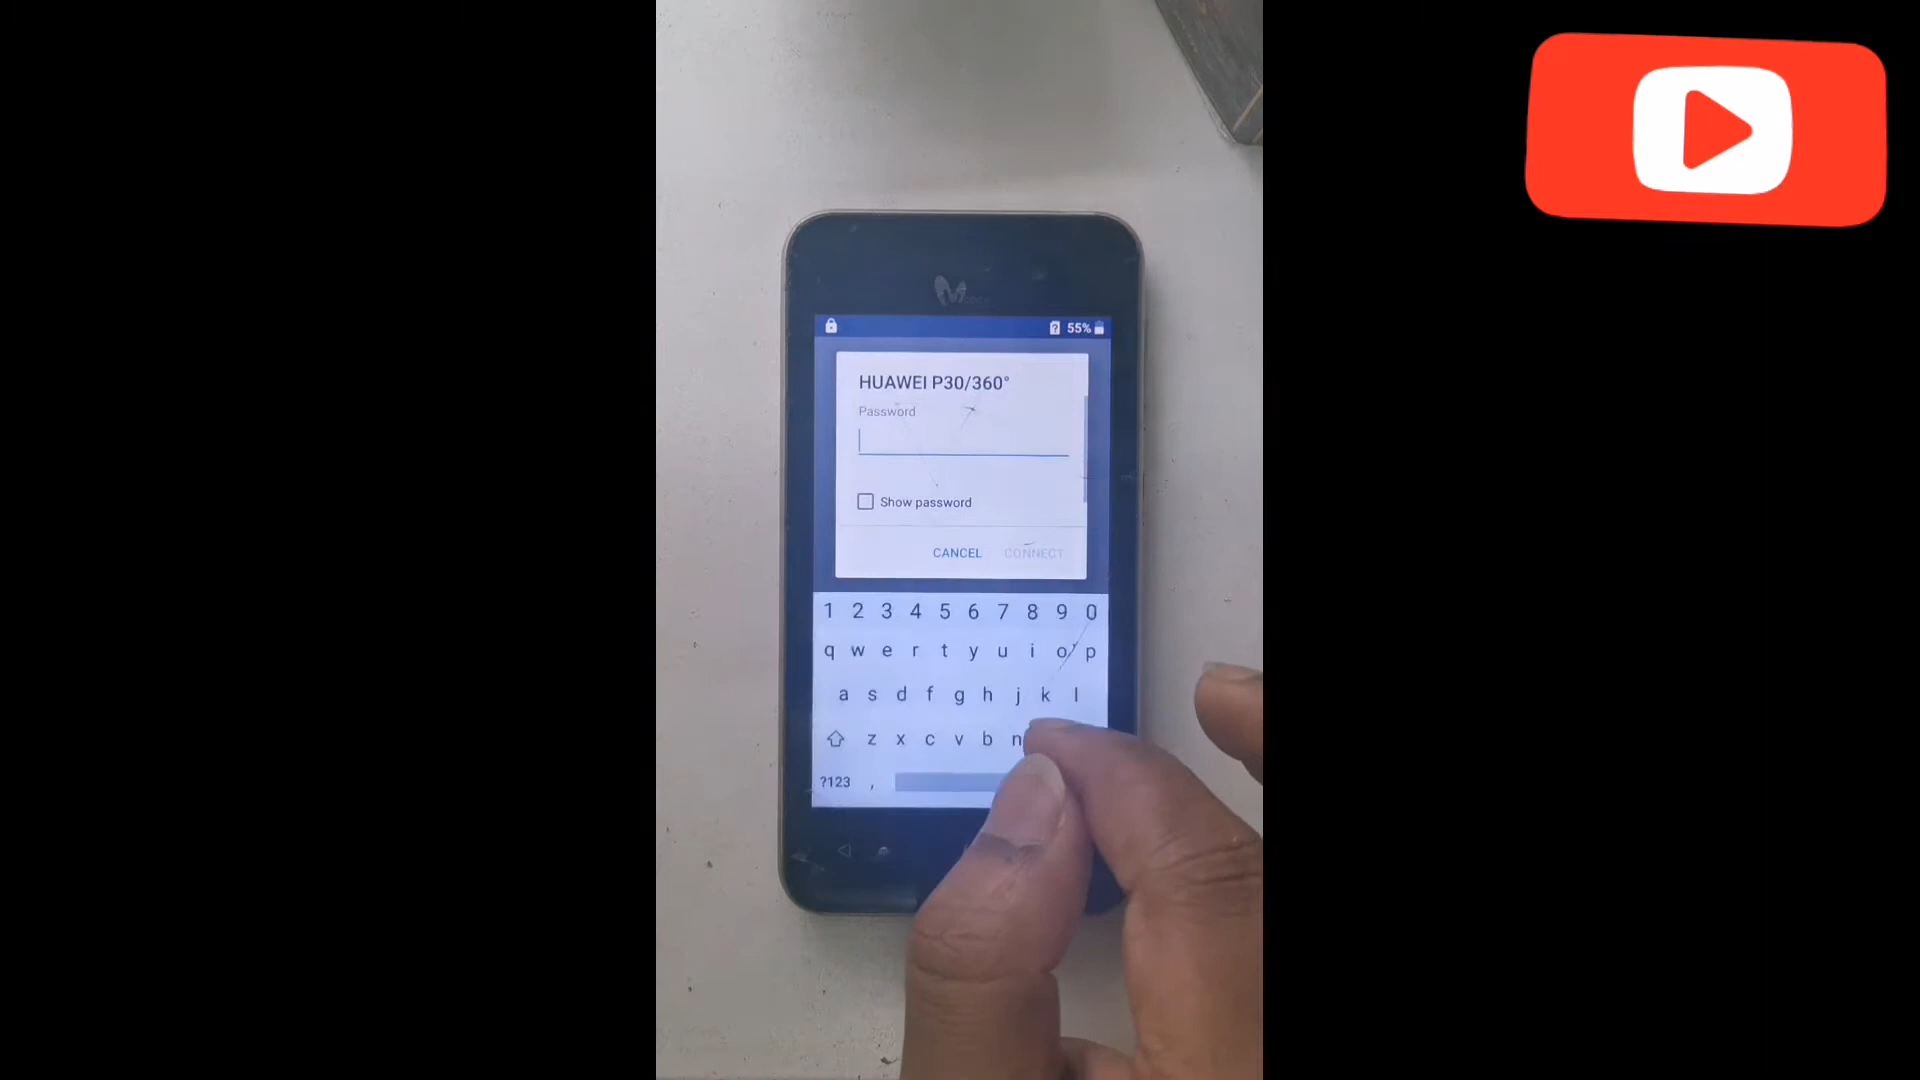 55%
HUAWEI P30/360°
Password
Show password
CANCEL CONNECT
1 2 3 4 5 6 7 8 9 0
q w e r t y u i o p
a s d f g h j k l
z x c v b n
?123 ,